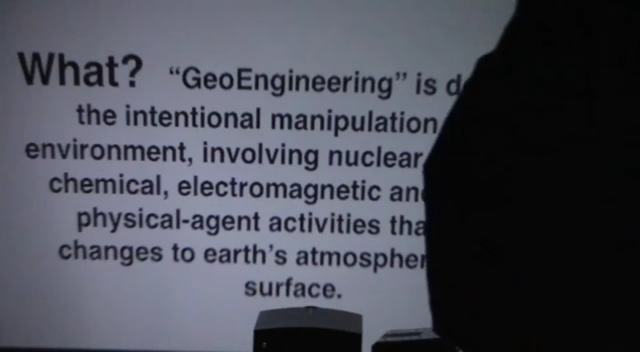 What? “GeoEngineering” is
the intentional manipulation
environment, involving nuclear,
chemical, electromagnetic
physical-agent activities
changes to earth's
surface.